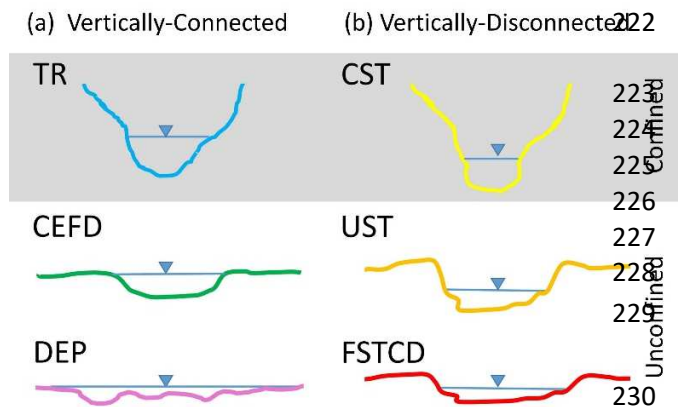 (a) Vertically-Connected
(b) Vertically-Disconnected
222
TR
CST
223
224
225
226
Confined
CEFD
UST
227
228
229
Unconfined
DEP
FSTCD
230